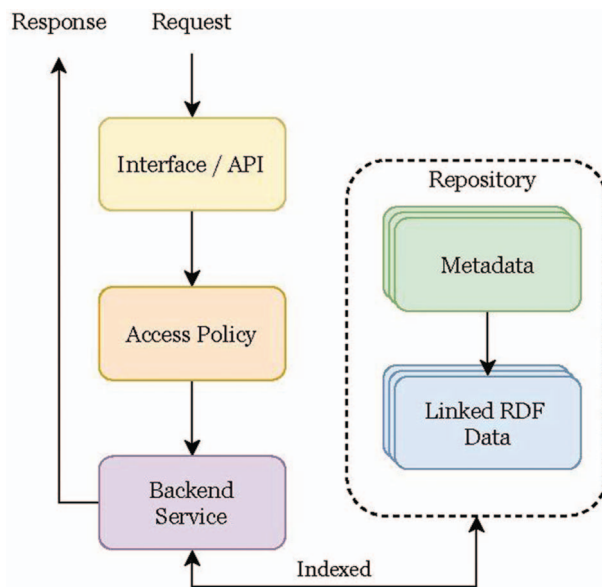 Response
Request
Interface / API
Repository
Metadata
Access Policy
Linked RDF
Data
Backend
Service
Indexed